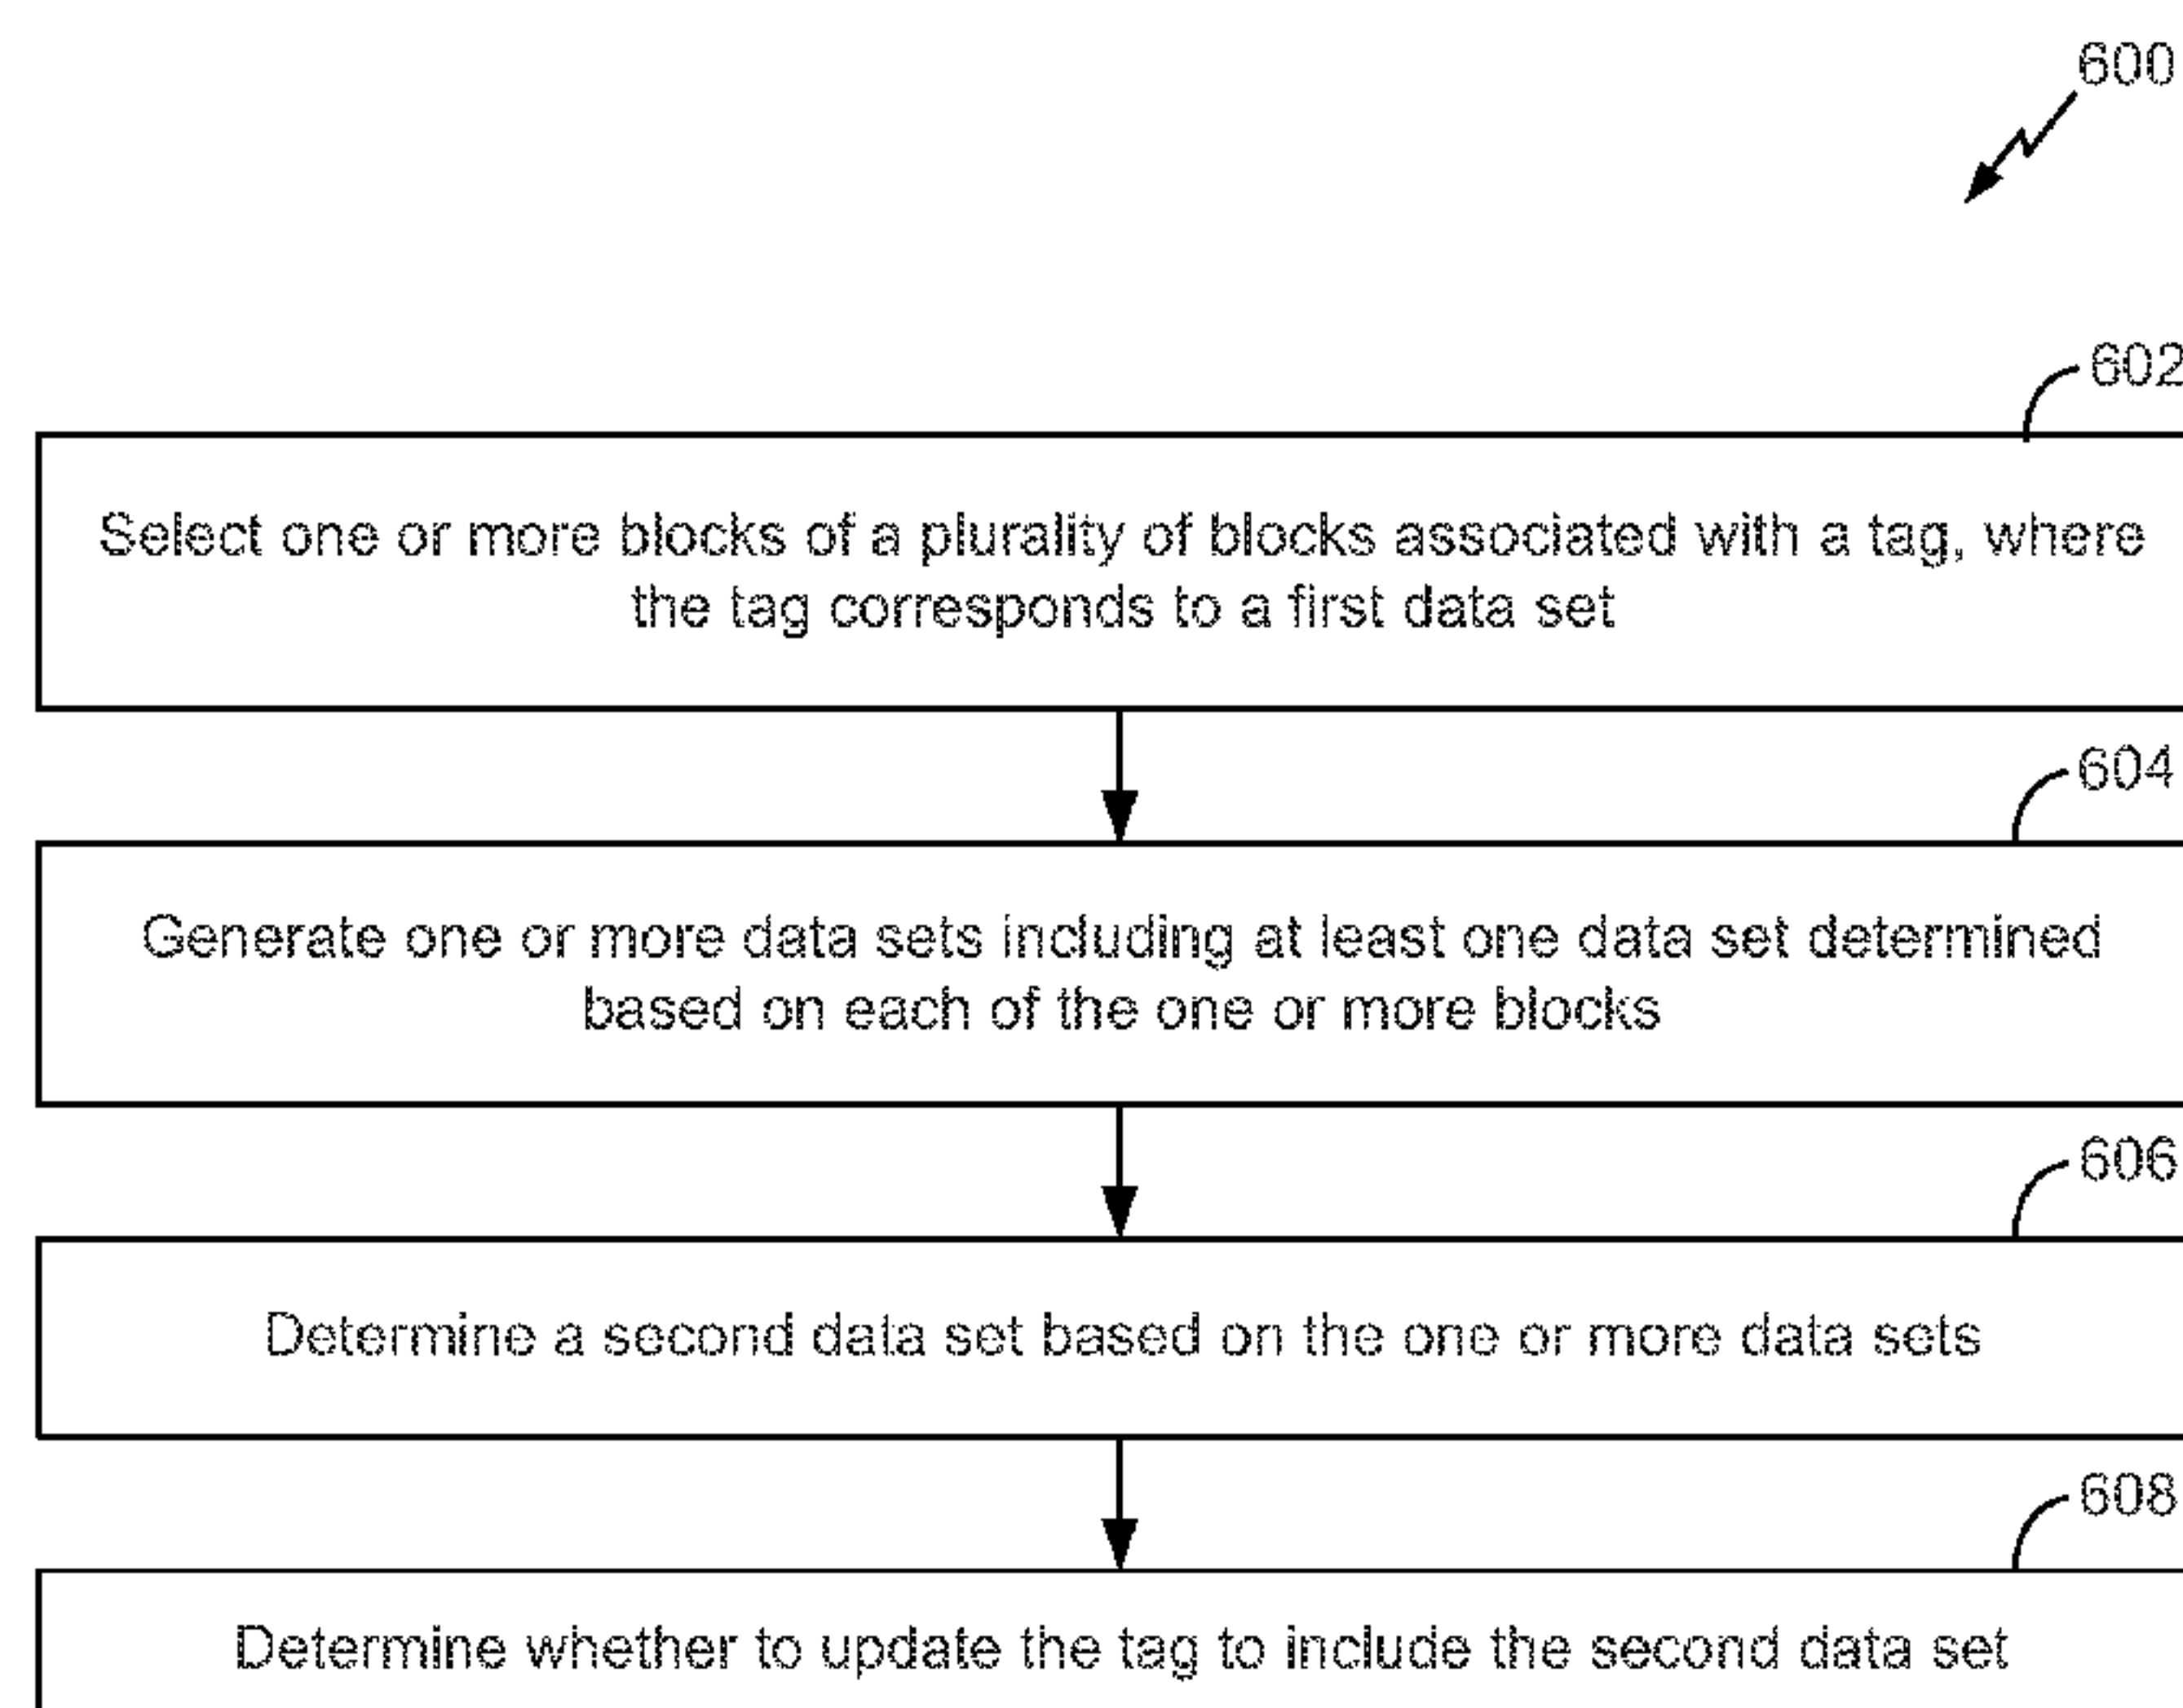 600
602
Select one or more blocks of a plurality of blocks associated with a tag, where
the tag corresponds to a first data set
604
Generate one or more data sets including at least one data set determined
based on each of the one or more blocks
606
Determine a second data set based on the one or more data sets
608
Determine whether to update the tag to include the second data set